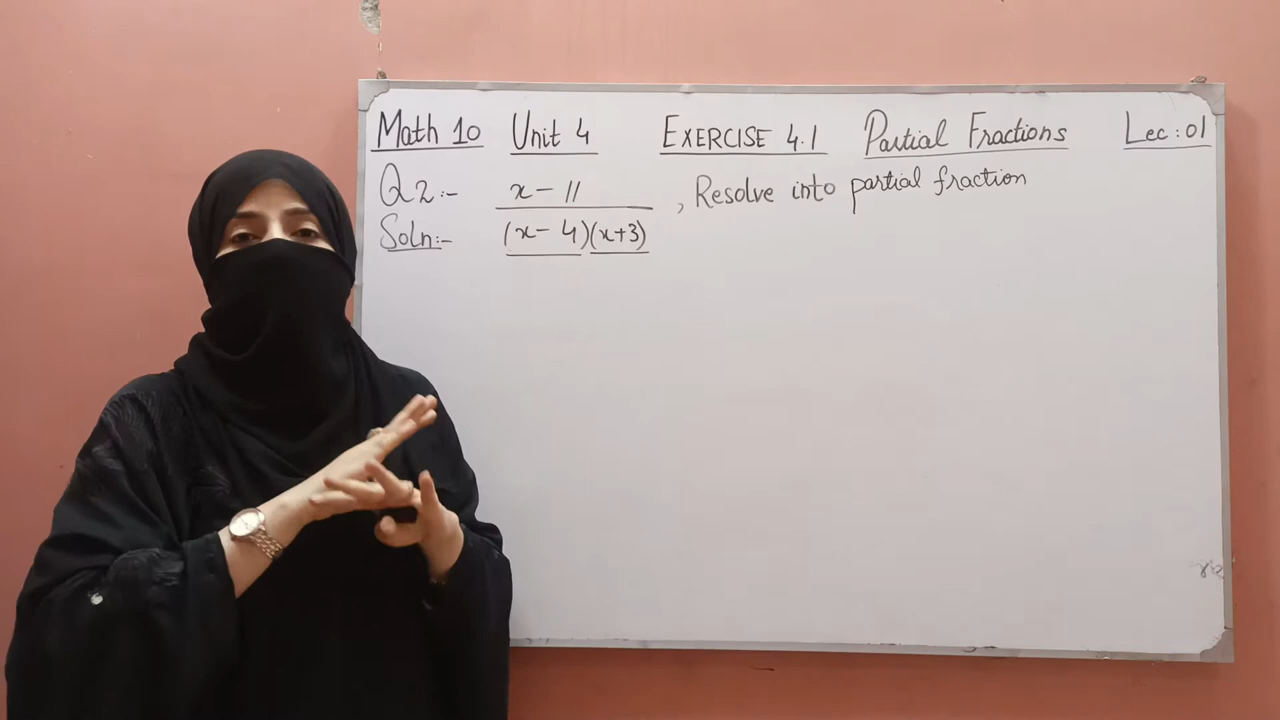 Math 10 Unit 4 EXERCISE 4.1 Partial Fractions Lec:01
Q2:- x - 11 , Resolve into partial fraction
Soln:- (x - 4)(x+3)